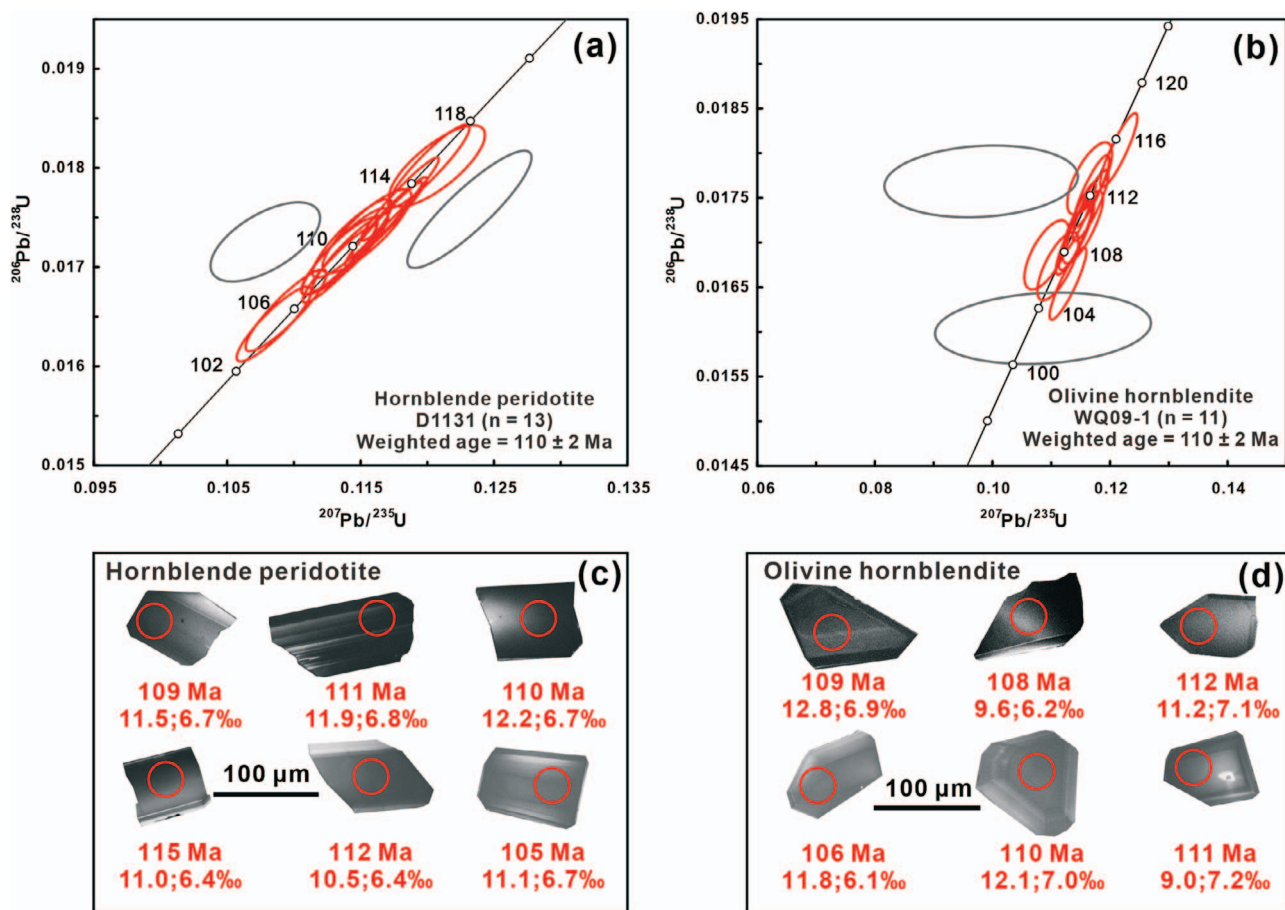 (a)
0.019
0.018
0.017
0.016
0.015
²⁰⁶Pb/²³⁸U
118
114
110
106
102
Hornblende peridotite
D1131 (n = 13)
Weighted age = 110 ± 2 Ma
0.095
0.105
0.115
0.125
0.135
²⁰⁷Pb/²³⁵U
(b)
0.0195
0.0185
0.0175
0.0165
0.0155
0.0145
²⁰⁶Pb/²³⁸U
120
116
112
108
104
100
Olivine hornblendite
WQ09-1 (n = 11)
Weighted age = 110 ± 2 Ma
0.06
0.08
0.10
0.12
0.14
²⁰⁷Pb/²³⁵U
Hornblende peridotite
(c)
109 Ma
11.5;6.7‰
111 Ma
11.9;6.8‰
110 Ma
12.2;6.7‰
100 μm
115 Ma
11.0;6.4‰
112 Ma
10.5;6.4‰
105 Ma
11.1;6.7‰
Olivine hornblendite
(d)
109 Ma
12.8;6.9‰
108 Ma
9.6;6.2‰
112 Ma
11.2;7.1‰
100 μm
106 Ma
11.8;6.1‰
110 Ma
12.1;7.0‰
111 Ma
9.0;7.2‰